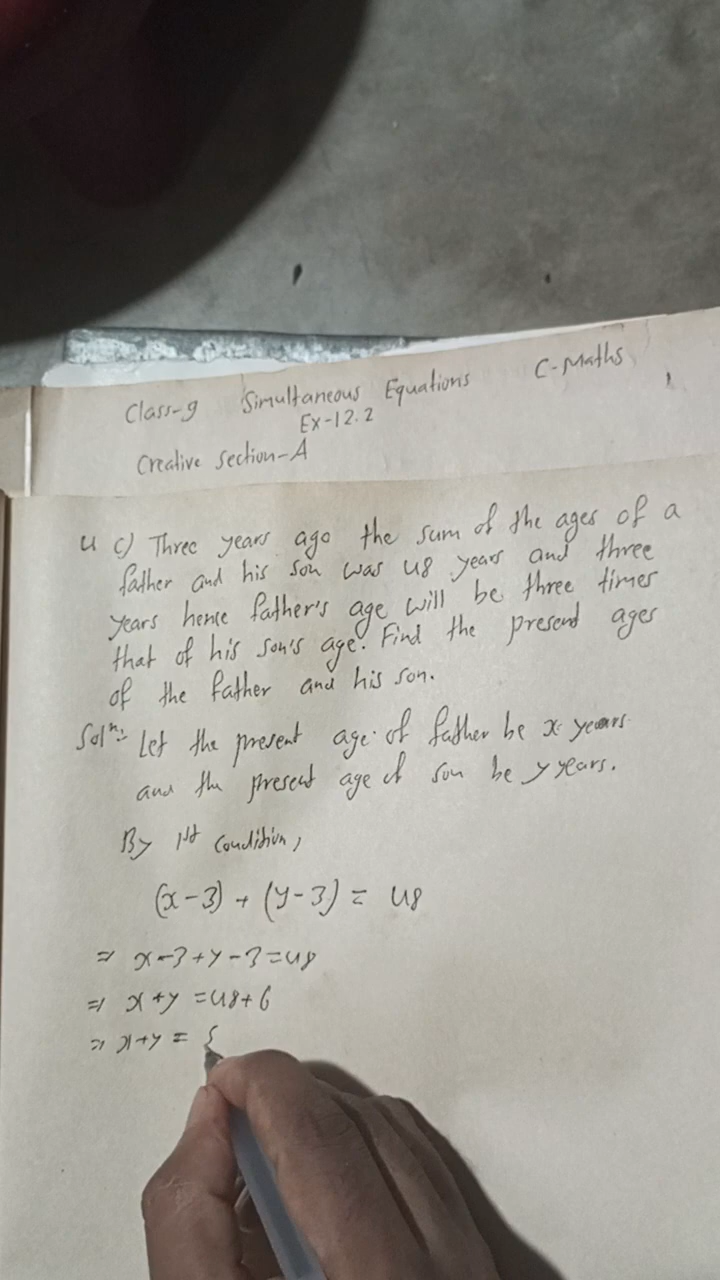 Class-9 Simultaneous Equations C-Maths
Ex-12.2
Creative Section-A
4 c) Three years ago the sum of the ages of a
father and his son was 48 years and three
years hence father's age will be three times
that of his son's age. Find the present ages
of the father and his son.
Solⁿ: Let the present age of father be x years
and the present age of son be y years.
By 1st Condition,
(x-3) + (y-3) = 48
⇒ x-3+y-3=48
⇒ x+y =48+6
⇒ x+y = 5